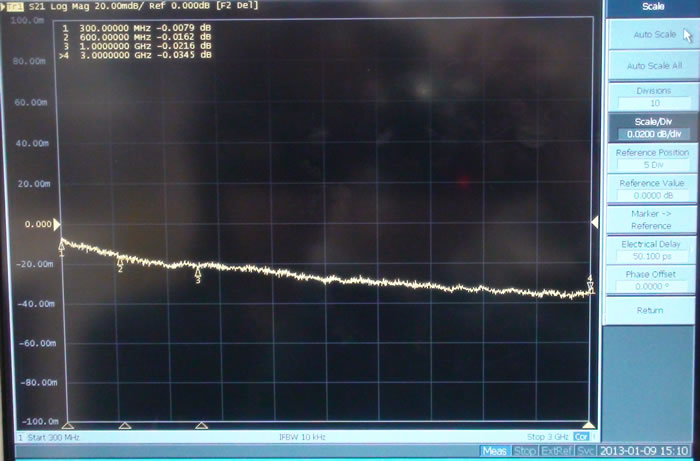 Tr1 S21 Log Mag 20.00mdB/ Ref 0.000dB [F2 Del]
Scale
100.0m
1 300.00000 MHz -0.0079 dB
2 600.00000 MHz -0.0162 dB
3 1.0000000 GHz -0.0216 dB
>4 3.0000000 GHz -0.0345 dB
Auto Scale
80.00m
Auto Scale All
60.00m
Divisions
10
40.00m
Scale/Div
0.0200 dB/div
Reference Position
5 Div
20.00m
Reference Value
0.0000 dB
0.000
Marker ->
Reference
1
2
3
4
-20.00m
Electrical Delay
50.100 ps
Phase Offset
0.0000 °
-40.00m
Return
-60.00m
-80.00m
-100.0m
1 Start 300 MHz
IFBW 10 kHz
Stop 3 GHz Cor !
Meas Stop ExtRef Svc 2013-01-09 15:10